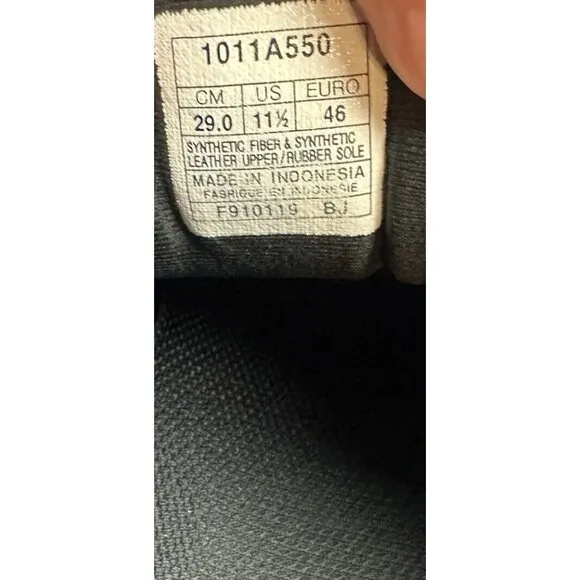 1011A550
CM US EURO
29.0 11½ 46
SYNTHETIC FIBER & SYNTHETIC
LEATHER UPPER/RUBBER SOLE
MADE IN INDONESIA
FABRIQUE EN INDONESIE
F910119 BJ